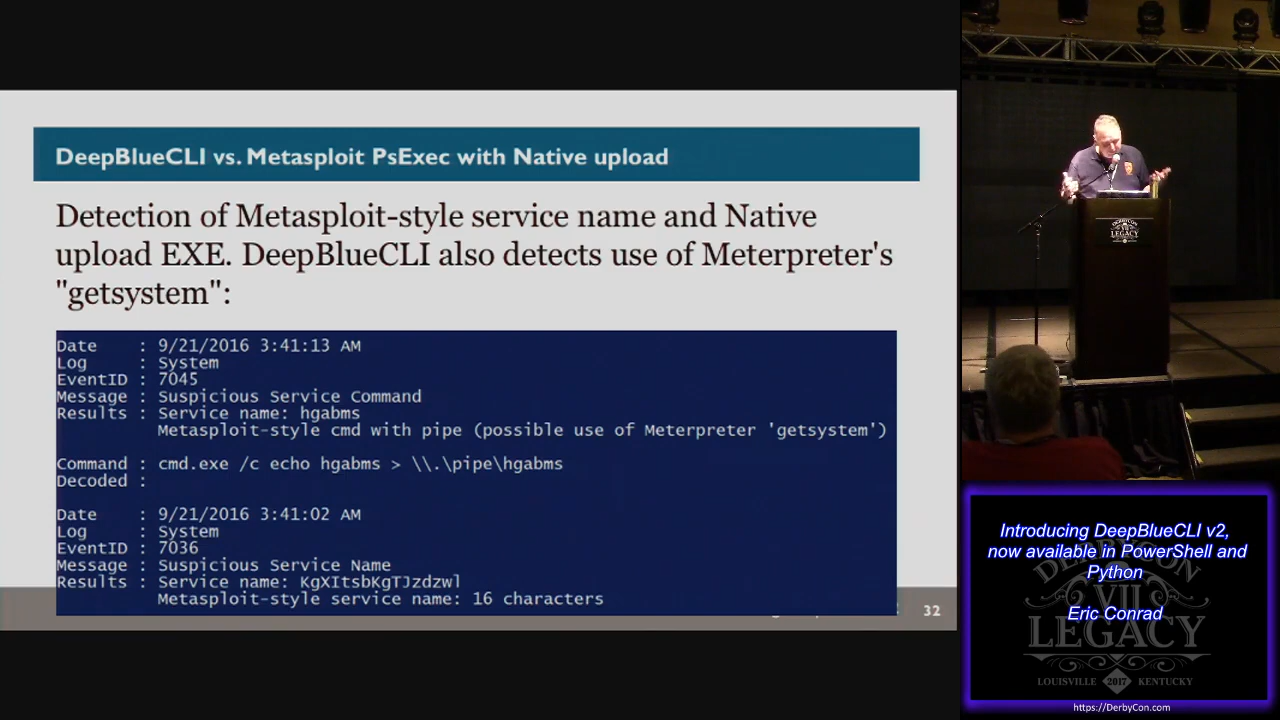 DeepBlueCLI vs. Metasploit PsExec with Native upload
Detection of Metasploit-style service name and Native
upload EXE. DeepBlueCLI also detects use of Meterpreter's
"getsystem":
Date : 9/21/2016 3:41:13 AM
Log : System
EventID : 7045
Message : Suspicious Service Command
Results : Service name: hgabms
Metasploit-style cmd with pipe (possible use of Meterpreter 'getsystem')
Command : cmd.exe /c echo hgabms > \\.\pipe\hgabms
Decoded :
Date : 9/21/2016 3:41:02 AM
Log : System
EventID : 7036
Message : Suspicious Service Name
Results : Service name: KgXItsbKgTJzdzwl
Metasploit-style service name: 16 characters
32
DERBYCON
LEGACY
Introducing DeepBlueCLI v2,
now available in PowerShell and
Python
Eric Conrad
DERBYCON
VII
LEGACY
LOUISVILLE 2017 KENTUCKY
https://DerbyCon.com